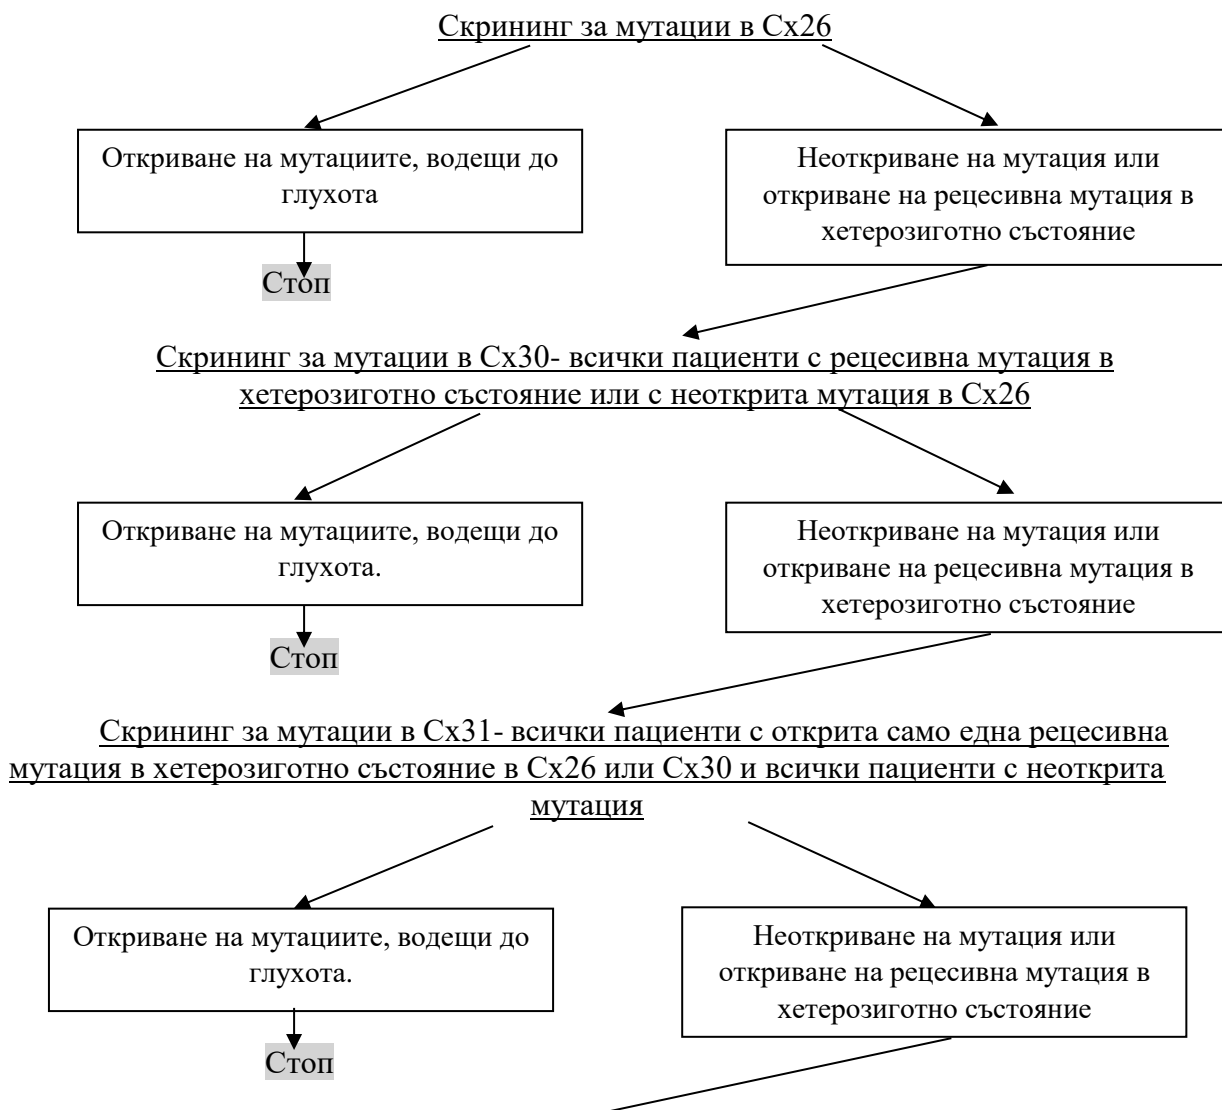 Скрининг за мутации в Cx26
Откриване на мутациите, водещи до
глухота
Неоткриване на мутация или
откриване на рецесивна мутация в
хетерозиготно състояние
Стоп
Скрининг за мутации в Cx30- всички пациенти с рецесивна мутация в
хетерозиготно състояние или с неоткрита мутация в Cx26
Откриване на мутациите, водещи до
глухота.
Неоткриване на мутация или
откриване на рецесивна мутация в
хетерозиготно състояние
Стоп
Скрининг за мутации в Cx31- всички пациенти с открита само една рецесивна
мутация в хетерозиготно състояние в Cx26 или Cx30 и всички пациенти с неоткрита
мутация
Откриване на мутациите, водещи до
глухота.
Неоткриване на мутация или
откриване на рецесивна мутация в
хетерозиготно състояние
Стоп